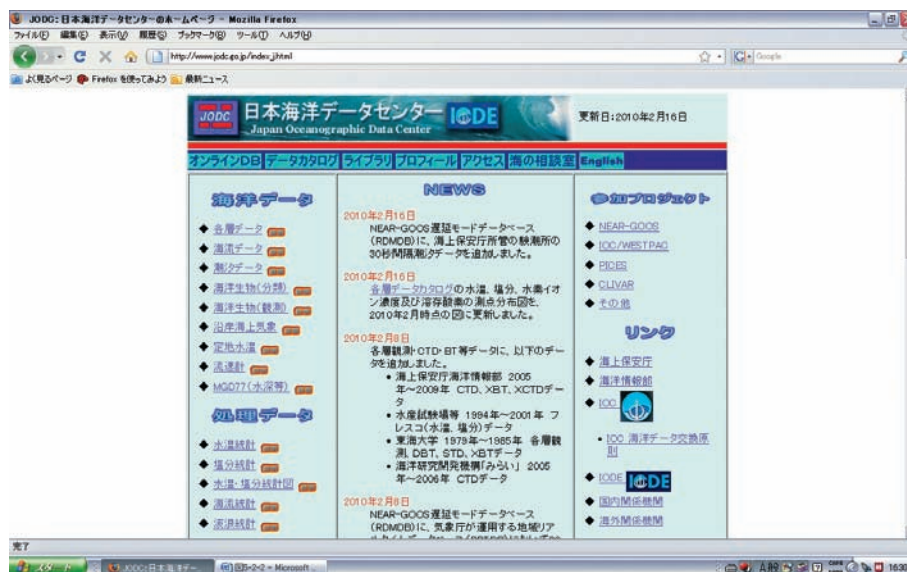 JODC:日本海洋データセンターのホームページ - Mozilla Firefox
ファイル(F) 編集(E) 表示(V) 履歴(S) ブックマーク(B) ツール(T) ヘルプ(H)
http://www.jodc.go.jp/index_j.html
Google
よく見るページ Firefox を使ってみよう 最新ニュース
JODC 日本海洋データセンター IODE
Japan Oceanographic Data Center
更新日:2010年2月16日
オンラインDB データカタログ ライブラリ プロフィール アクセス 海の相談室 English
海洋データ
◆ 各層データ
◆ 海流データ
◆ 潮汐データ
◆ 海洋生物(分類)
◆ 海洋生物(観測)
◆ 沿岸海上気象
◆ 定地水温
◆ 流速計
◆ MGD77(水深等)
処理データ
◆ 水温統計
◆ 塩分統計
◆ 水温・塩分統計図
◆ 海流統計
◆ 波浪統計
NEWS
2010年2月16日
NEAR-GOOS遅延モードデータベース
(RDMDB)に、海上保安庁所管の験潮所の
30秒間隔潮汐データを追加しました。
2010年2月16日
各層データカタログの水温、塩分、水素イオ
ン濃度及び溶存酸素の測点分布図を、
2010年2月時点の図に更新しました。
2010年2月8日
各層観測・CTD・BT等データに、以下のデー
タを追加しました。
• 海上保安庁海洋情報部 2005
年～2009年 CTD、XBT、XCTDデー
タ
• 水産試験場等 1994年～2001年 フ
レスコ(水温、塩分)データ
• 東海大学 1979年～1985年 各層観
測、DBT、STD、XBTデータ
• 海洋研究開発機構「みらい」 2005
年～2006年 CTDデータ
2010年2月8日
NEAR-GOOS遅延モードデータベース
(RDMDB)に、気象庁が運用する地域リア
参加プロジェクト
◆ NEAR-GOOS
◆ IOC/WESTPAC
◆ PICES
◆ CLIVAR
◆ その他
リンク
◆ 海上保安庁
◆ 海洋情報部
◆ IOC
• IOC 海洋データ交換原
則
◆ IODE IODE
◆ 国内関係機関
◆ 海外関係機関
完了
スタート JODC:日本海洋デー... 図5-2-2 - Microsoft ... A般 16:30